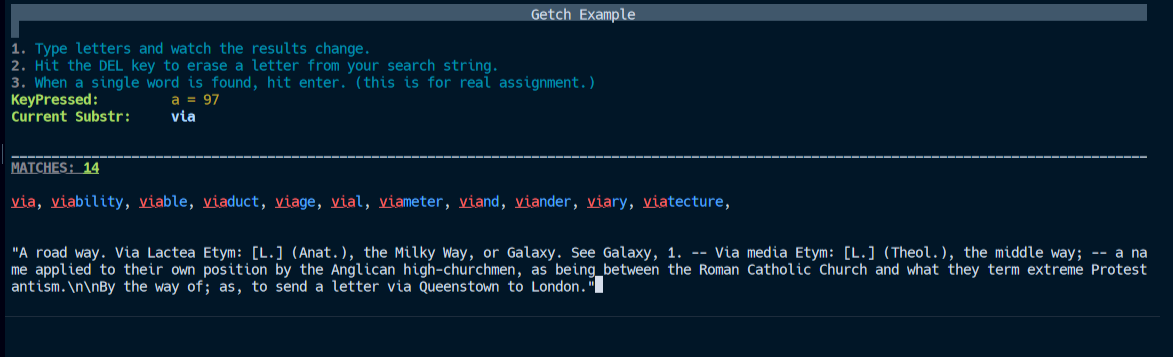 Getch Example
1. Type letters and watch the results change.
2. Hit the DEL key to erase a letter from your search string.
3. When a single word is found, hit enter. (this is for real assignment.)
KeyPressed: a = 97
Current Substr: via
MATCHES: 14
via, viability, viable, viaduct, viage, vial, viameter, viand, viander, viary, viatecture,
"A road way. Via Lactea Etym: [L.] (Anat.), the Milky Way, or Galaxy. See Galaxy, 1. -- Via media Etym: [L.] (Theol.), the middle way; -- a na
me applied to their own position by the Anglican high-churchmen, as being between the Roman Catholic Church and what they term extreme Protest
antism.\n\nBy the way of; as, to send a letter via Queenstown to London."